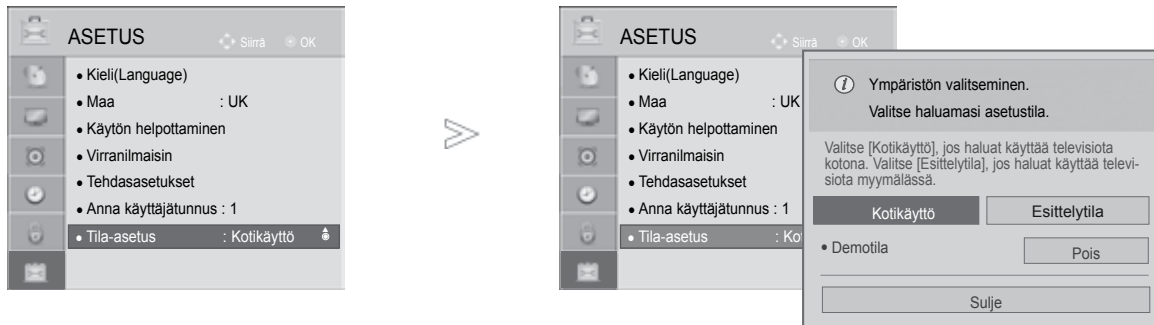 ASETUS
Siirrä OK
• Kieli(Language)
• Maa : UK
• Käytön helpottaminen
• Virranilmaisin
• Tehdasasetukset
• Anna käyttäjätunnus : 1
• Tila-asetus : Kotikäyttö
ASETUS
Siirrä OK
• Kieli(Language)
• Maa : UK
• Käytön helpottaminen
• Virranilmaisin
• Tehdasasetukset
• Anna käyttäjätunnus : 1
• Tila-asetus : Ko
Ympäristön valitseminen.
Valitse haluamasi asetustila.
Valitse [Kotikäyttö], jos haluat käyttää televisiota
kotona. Valitse [Esittelytila], jos haluat käyttää televi-
siota myymälässä.
Kotikäyttö Esittelytila
• Demotila Pois
Sulje